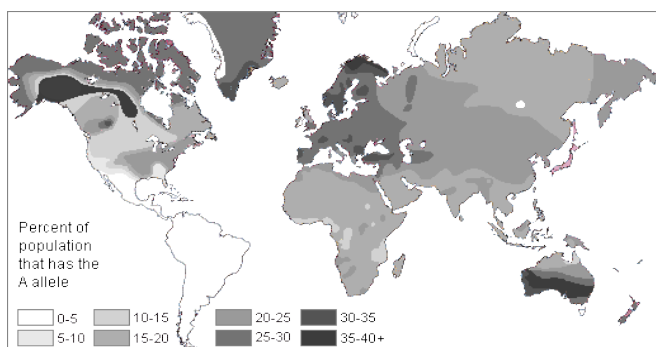 Percent of
population
that has the
A allele
0-5
10-15
20-25
30-35
5-10
15-20
25-30
35-40+